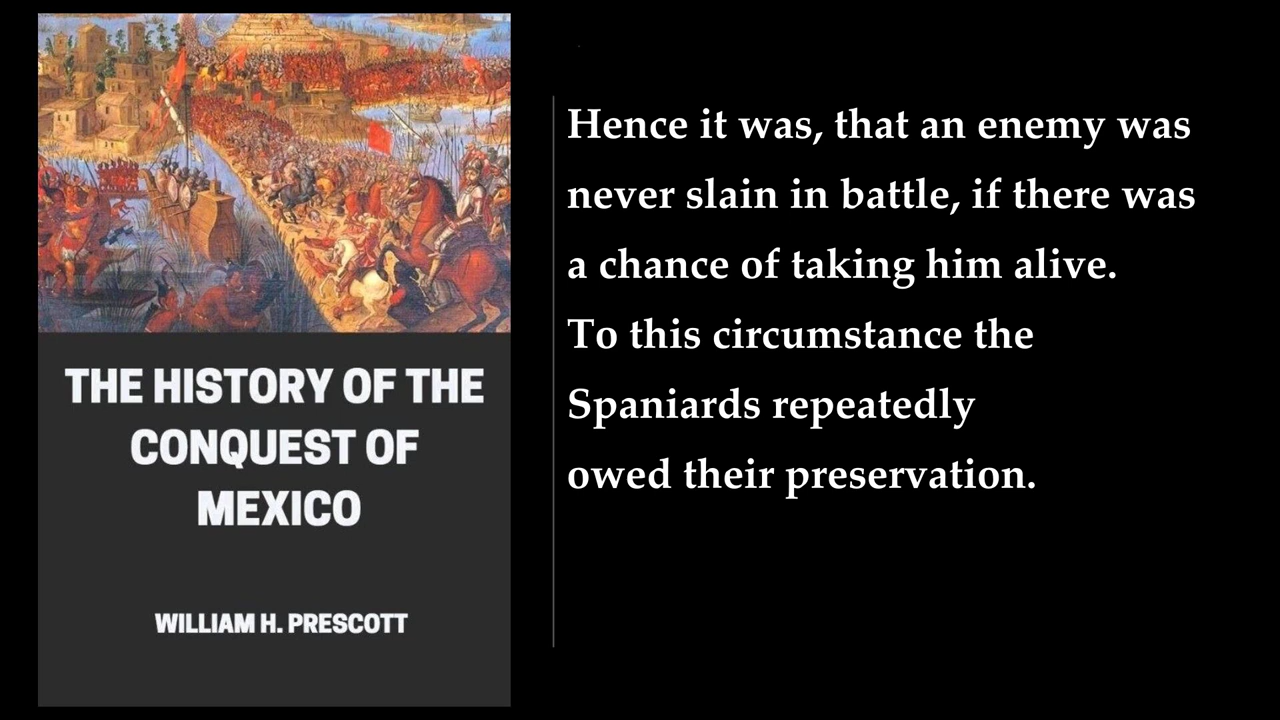 THE HISTORY OF THE
CONQUEST OF
MEXICO
WILLIAM H. PRESCOTT
Hence it was, that an enemy was
never slain in battle, if there was
a chance of taking him alive.
To this circumstance the
Spaniards repeatedly
owed their preservation.